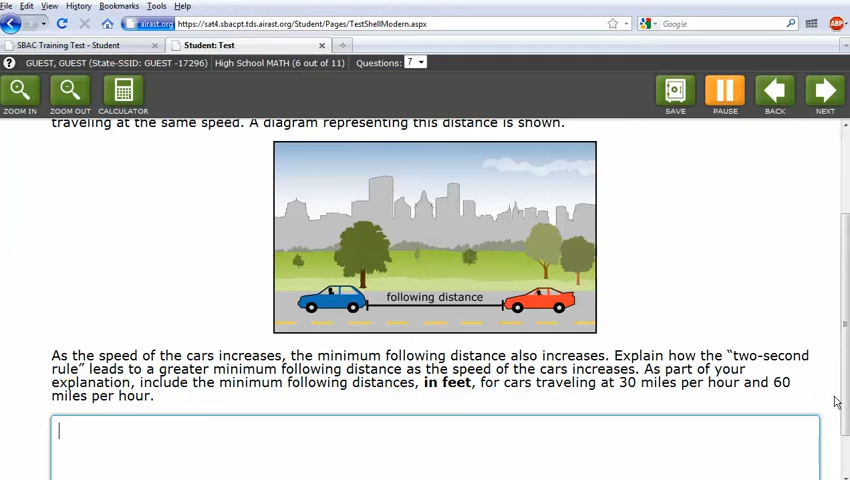 File Edit View History Bookmarks Tools Help
airast.org https://sat4.sbacpt.tds.airast.org/Student/Pages/TestShellModern.aspx Google
SBAC Training Test - Student Student: Test
GUEST, GUEST (State-SSID: GUEST -17296) High School MATH (6 out of 11) Questions: 7
ZOOM IN ZOOM OUT CALCULATOR SAVE PAUSE BACK NEXT
traveling at the same speed. A diagram representing this distance is shown.
following distance
As the speed of the cars increases, the minimum following distance also increases. Explain how the “two-second
rule” leads to a greater minimum following distance as the speed of the cars increases. As part of your
explanation, include the minimum following distances, in feet, for cars traveling at 30 miles per hour and 60
miles per hour.